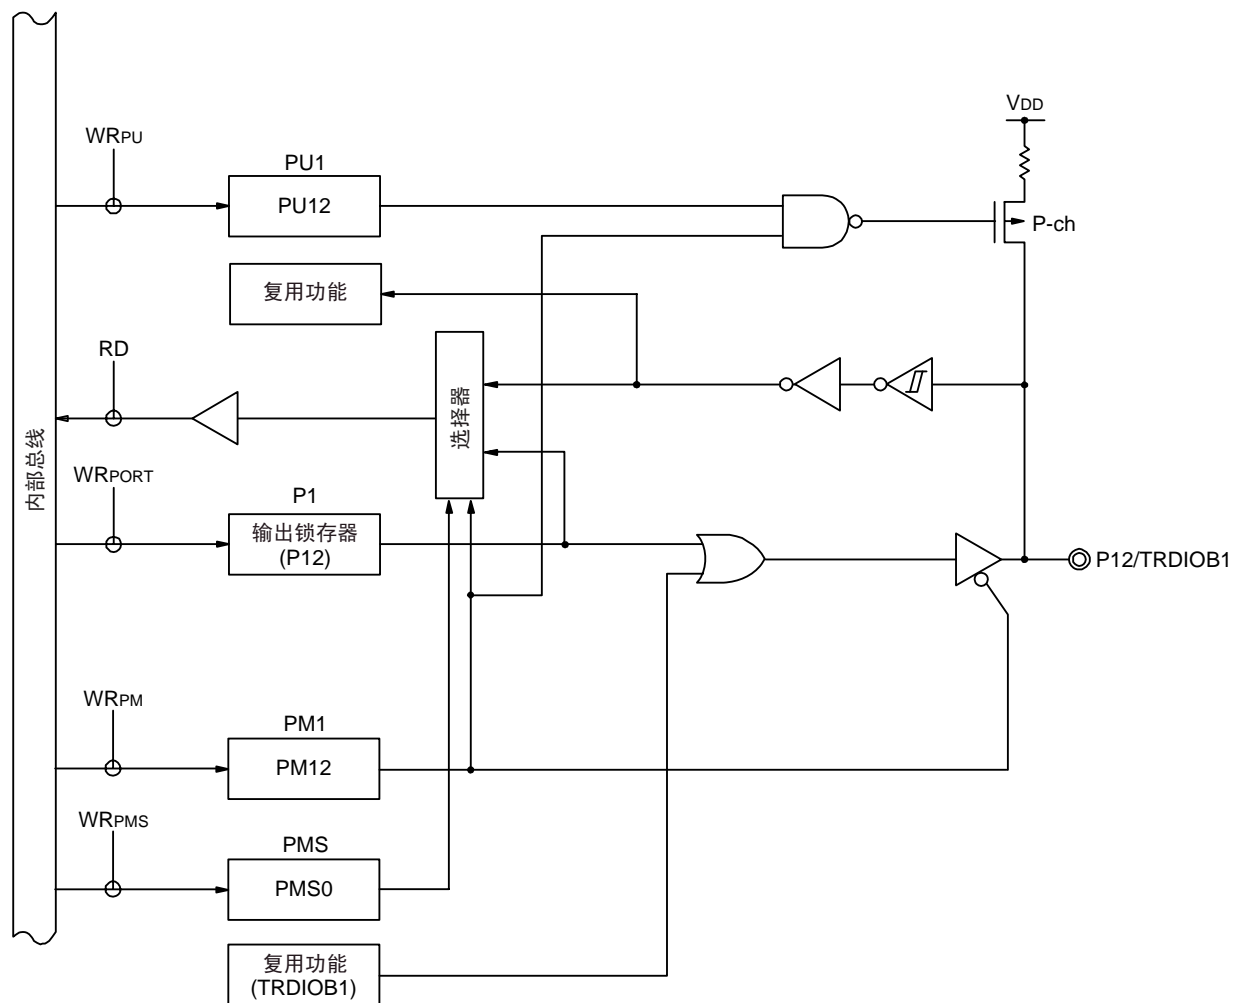 VDD
WRPU
PU1
PU12
P-ch
复用功能
RD
选择器
内部总线
WRPORT
P1
输出锁存器
(P12)
P12/TRDIOB1
WRPM
PM1
PM12
WRPMS
PMS
PMS0
复用功能
(TRDIOB1)